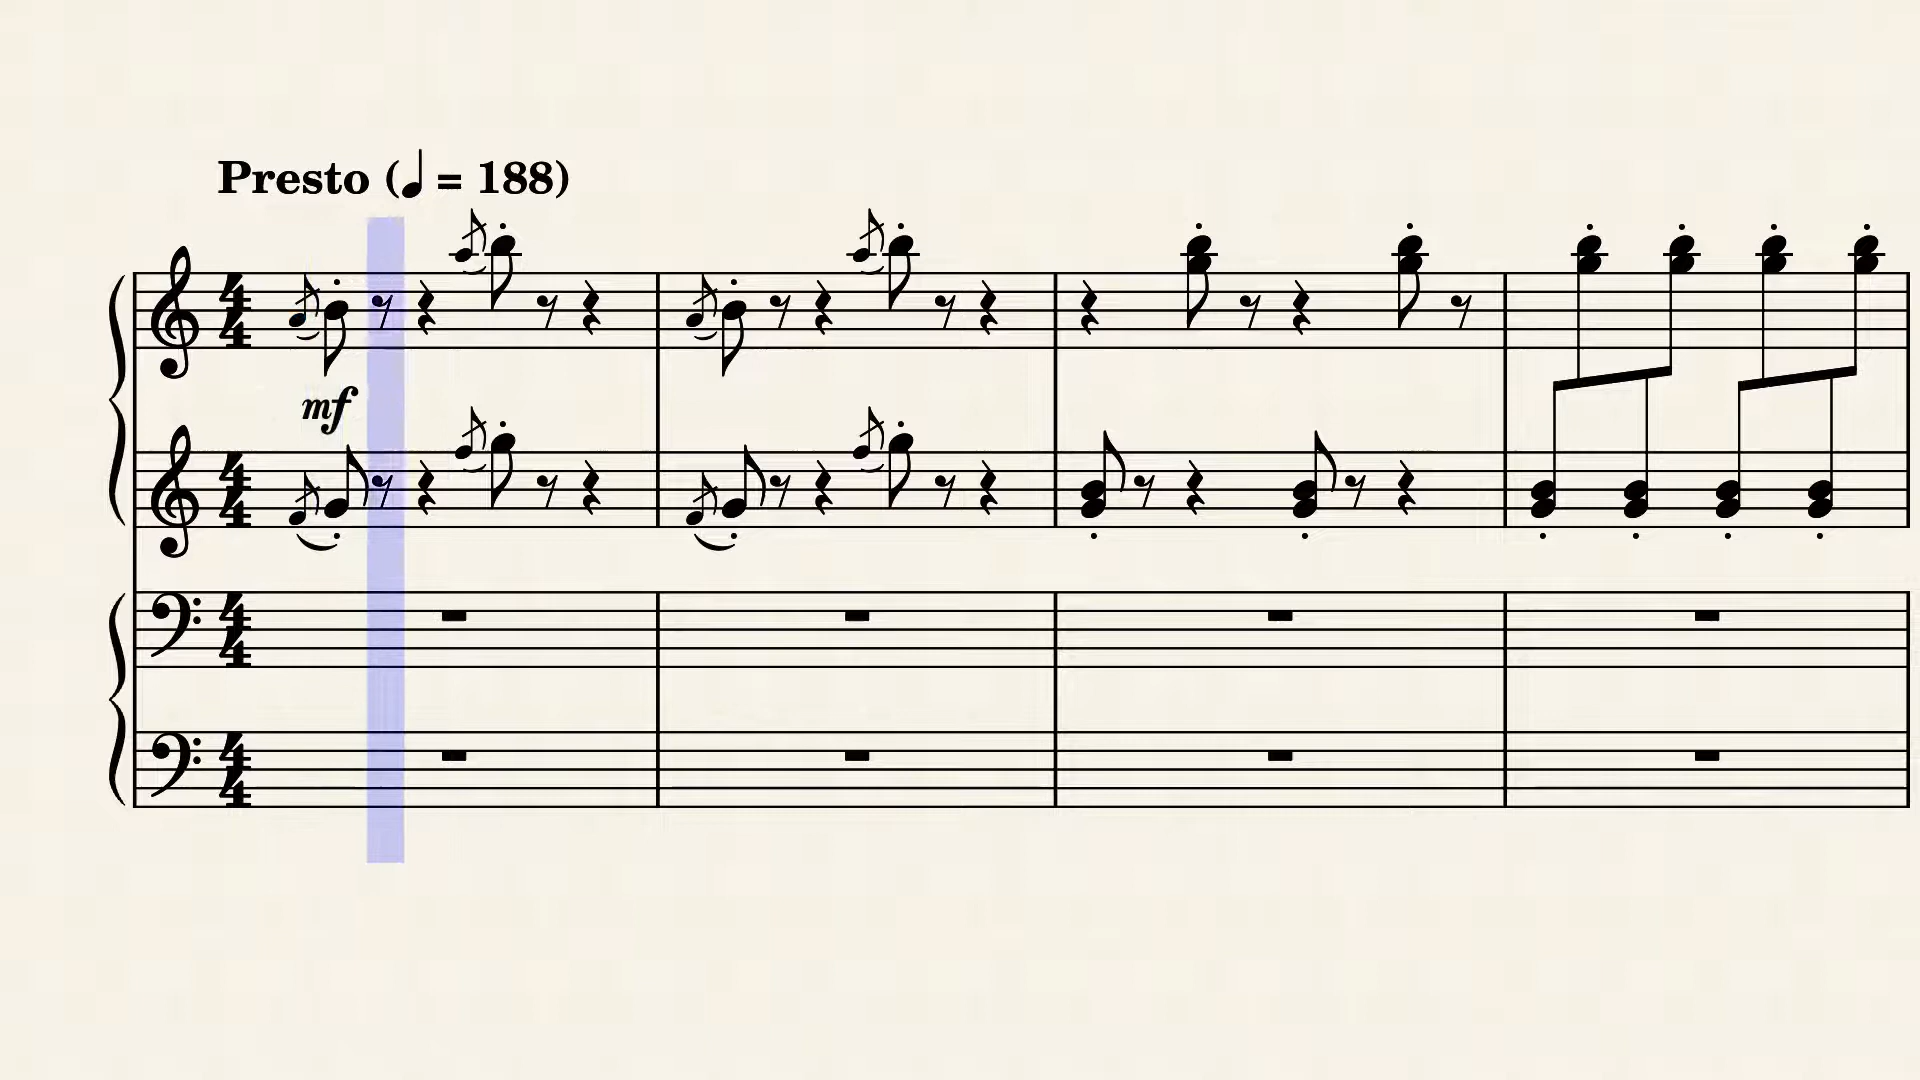 Presto (♩ = 188)
mf